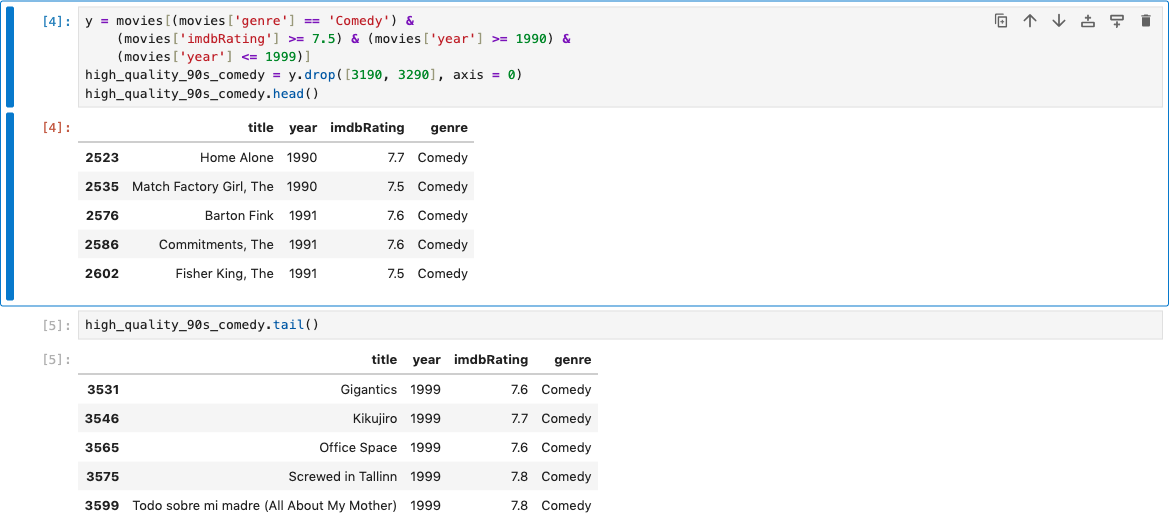 [4]: y = movies[(movies['genre'] == 'Comedy') &
(movies['imdbRating'] >= 7.5) & (movies['year'] >= 1990) &
(movies['year'] <= 1999)]
high_quality_90s_comedy = y.drop([3190, 3290], axis = 0)
high_quality_90s_comedy.head()
[4]: title year imdbRating genre
2523 Home Alone 1990 7.7 Comedy
2535 Match Factory Girl, The 1990 7.5 Comedy
2576 Barton Fink 1991 7.6 Comedy
2586 Commitments, The 1991 7.6 Comedy
2602 Fisher King, The 1991 7.5 Comedy
[5]: high_quality_90s_comedy.tail()
[5]: title year imdbRating genre
3531 Gigantics 1999 7.6 Comedy
3546 Kikujiro 1999 7.7 Comedy
3565 Office Space 1999 7.6 Comedy
3575 Screwed in Tallinn 1999 7.8 Comedy
3599 Todo sobre mi madre (All About My Mother) 1999 7.8 Comedy